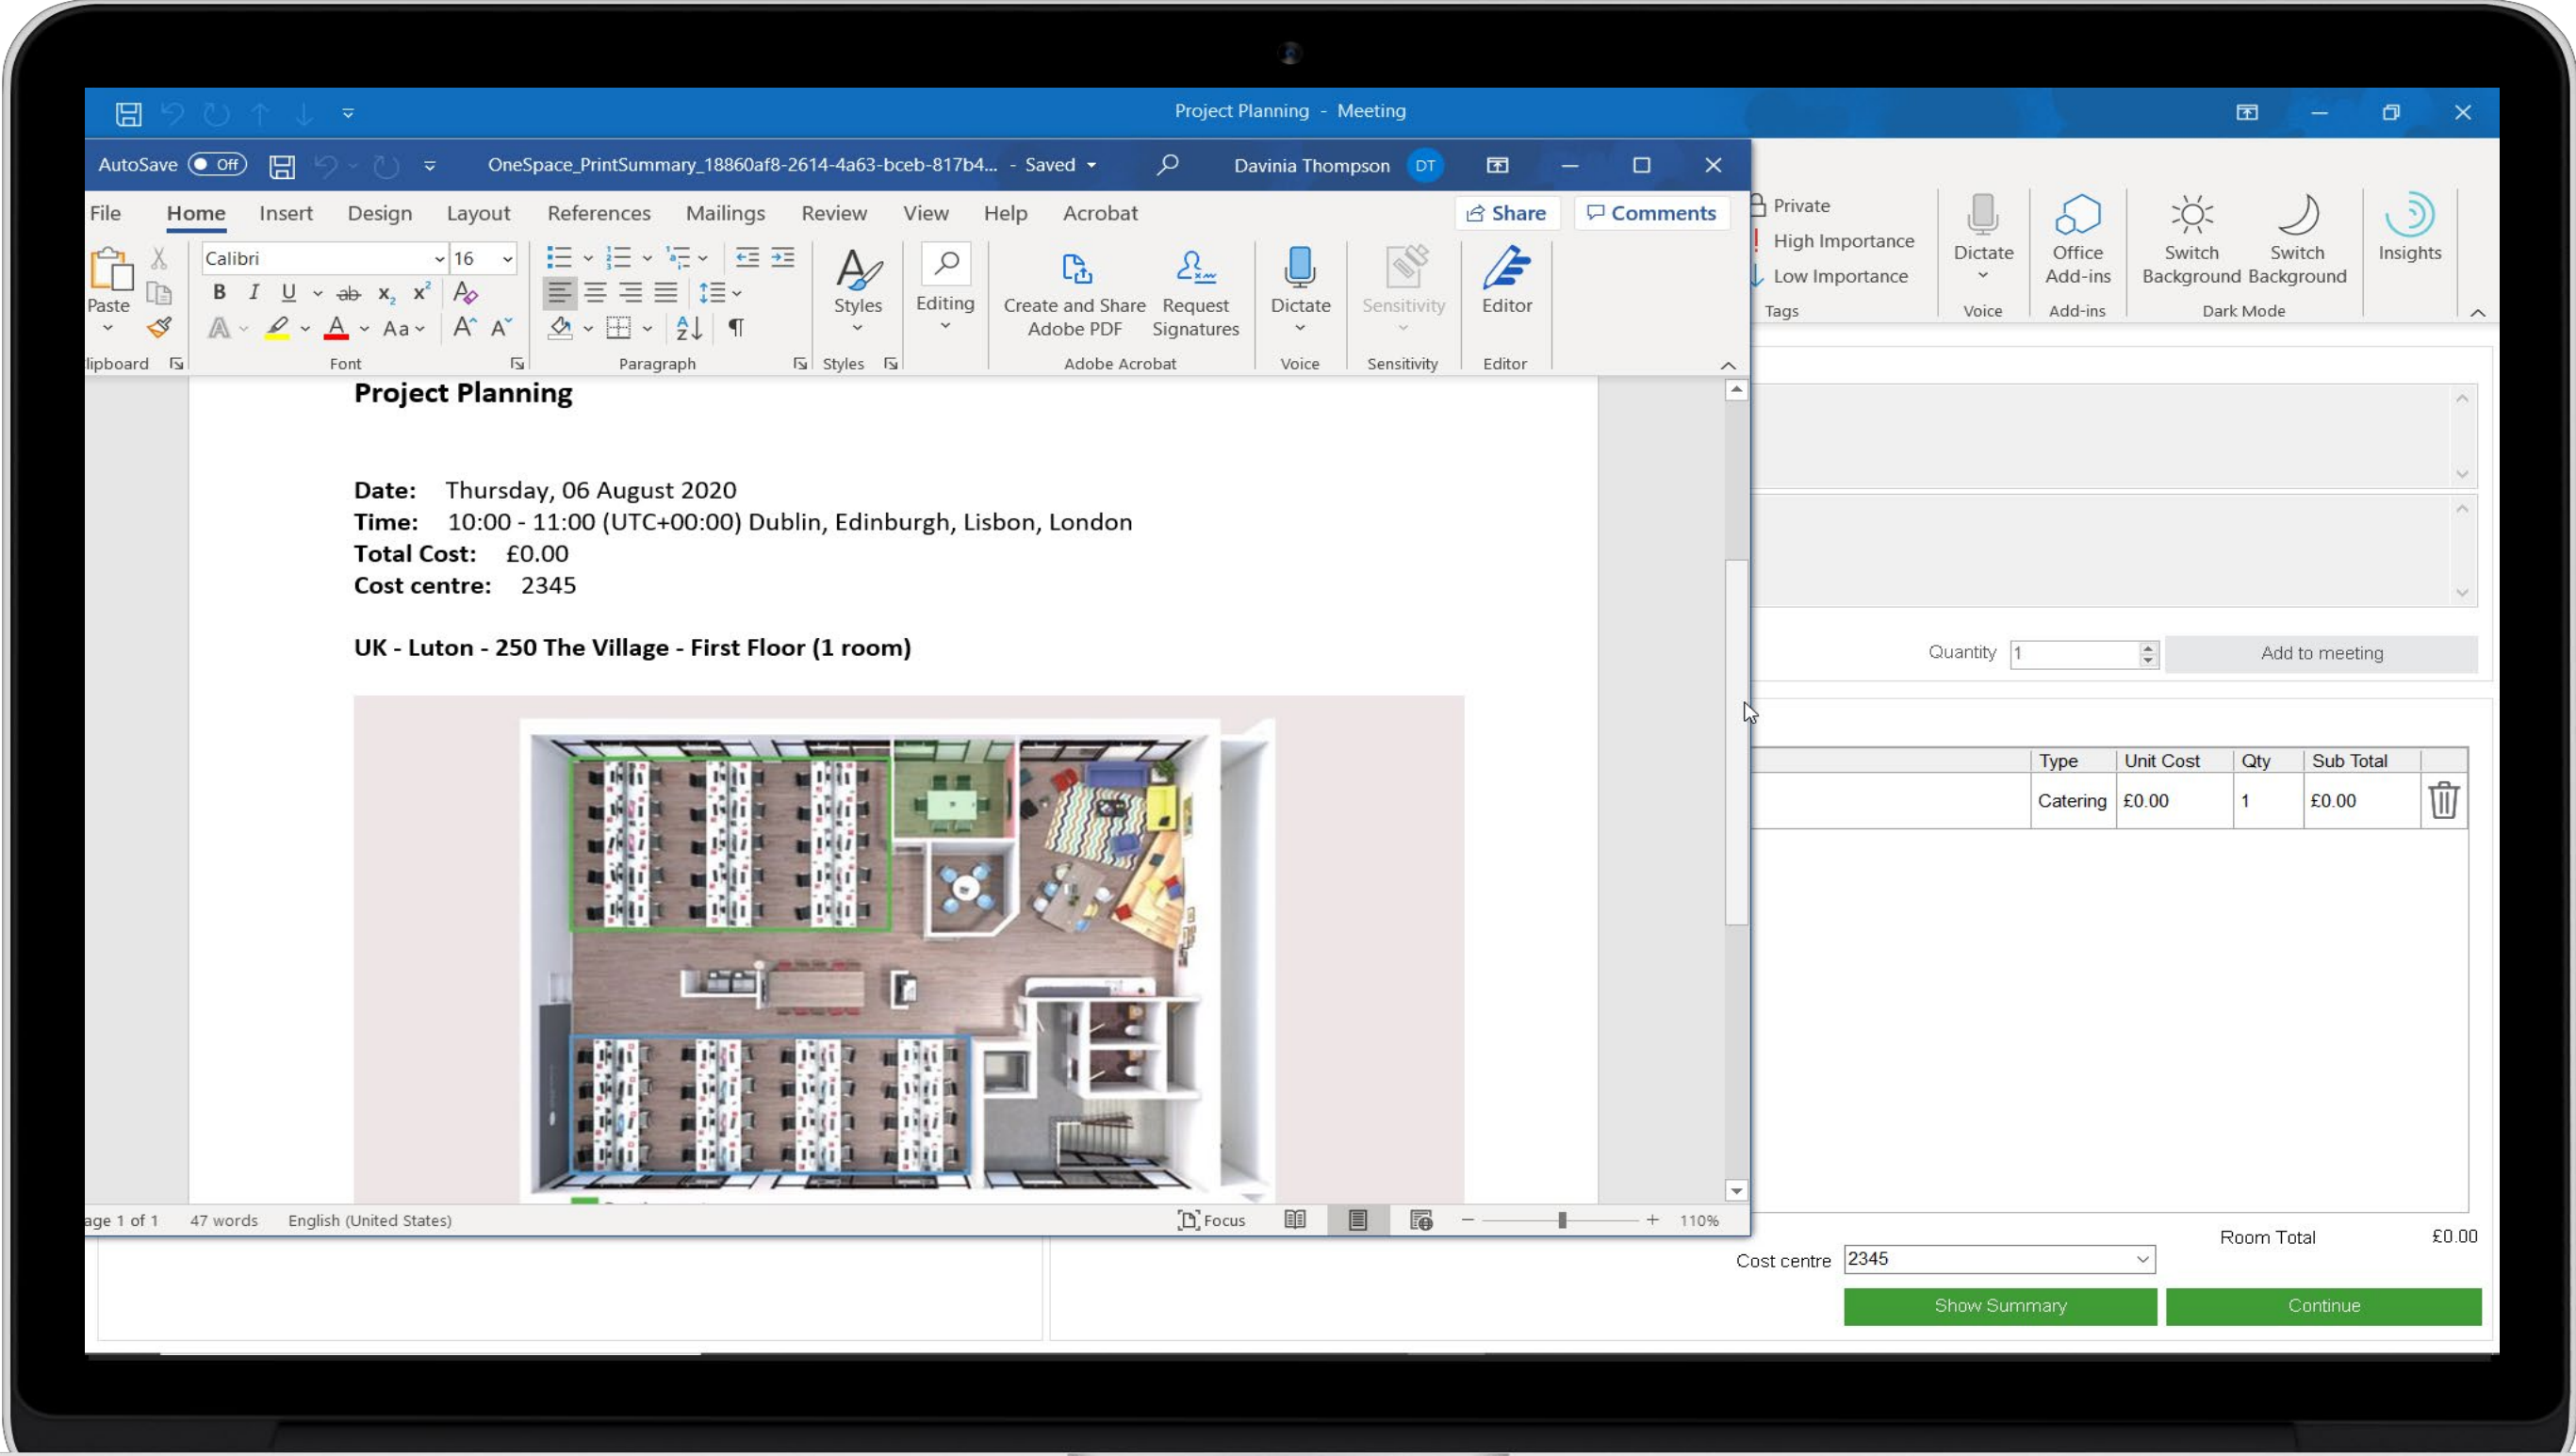 Project Planning - Meeting
AutoSave Off OneSpace_PrintSummary_18860af8-2614-4a63-bceb-817b4... - Saved Davinia Thompson DT
File Home Insert Design Layout References Mailings Review View Help Acrobat Share Comments
Paste
lipboard
Calibri 16
B I U ab x₂ x² A
A A Aa A^ Aˇ
Font
Paragraph
Styles
Styles
Editing
Create and Share Adobe PDF
Request Signatures
Adobe Acrobat
Dictate
Voice
Sensitivity
Sensitivity
Editor
Editor
Private
High Importance
Low Importance
Tags
Dictate
Voice
Office Add-ins
Add-ins
Switch Background
Switch Background
Dark Mode
Insights
Project Planning
Date: Thursday, 06 August 2020
Time: 10:00 - 11:00 (UTC+00:00) Dublin, Edinburgh, Lisbon, London
Total Cost: £0.00
Cost centre: 2345
UK - Luton - 250 The Village - First Floor (1 room)
age 1 of 1 47 words English (United States) Focus 110%
Quantity 1 Add to meeting
Type Unit Cost Qty Sub Total
Catering £0.00 1 £0.00
Room Total £0.00
Cost centre 2345
Show Summary Continue